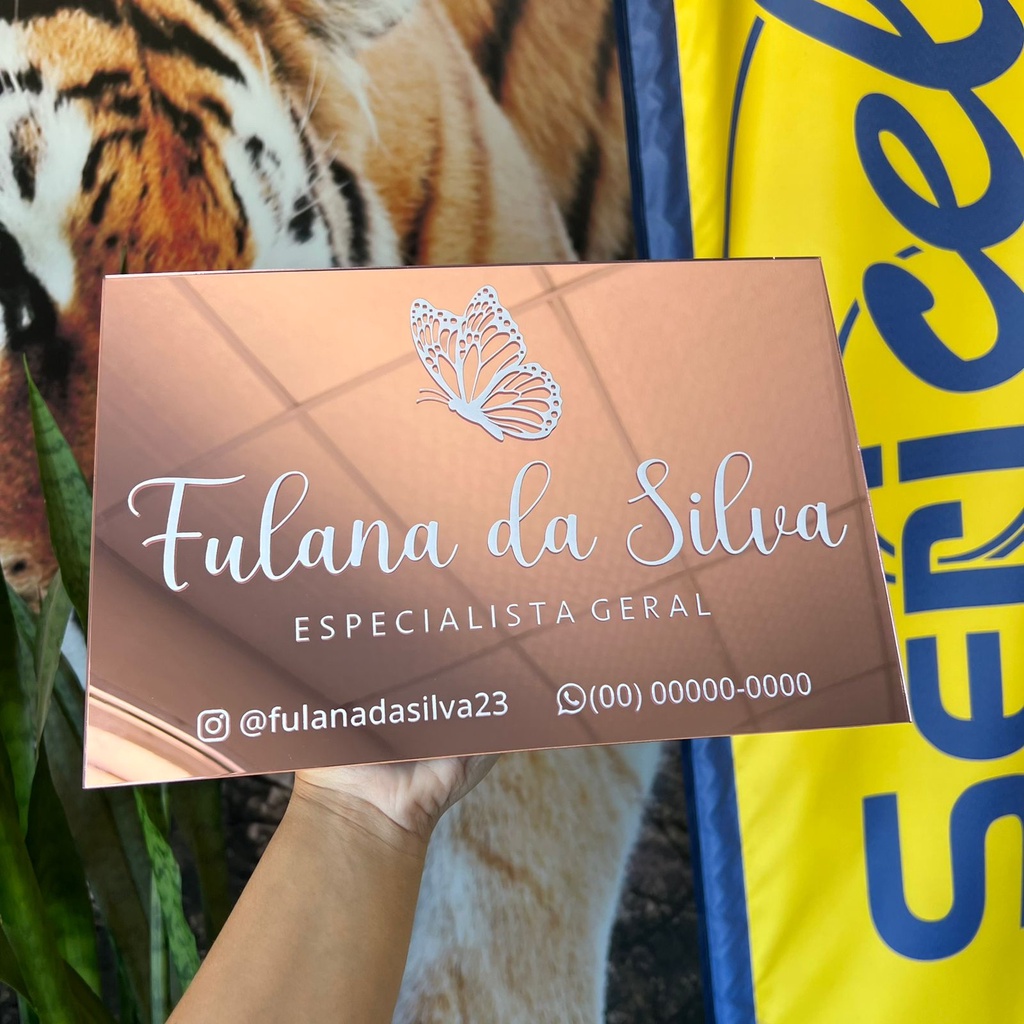 Fulana da Silva
ESPECIALISTA GERAL
@fulanadasilva23
(00) 00000-0000